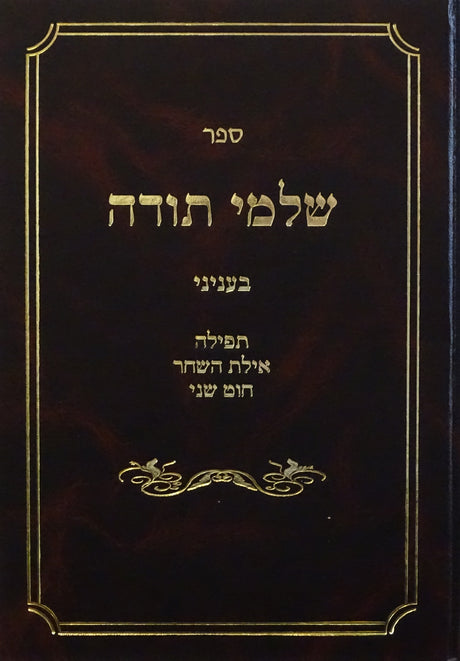 ספר
שלמי תודה
בעניני
תפילה
אילת השחר
חוט שני